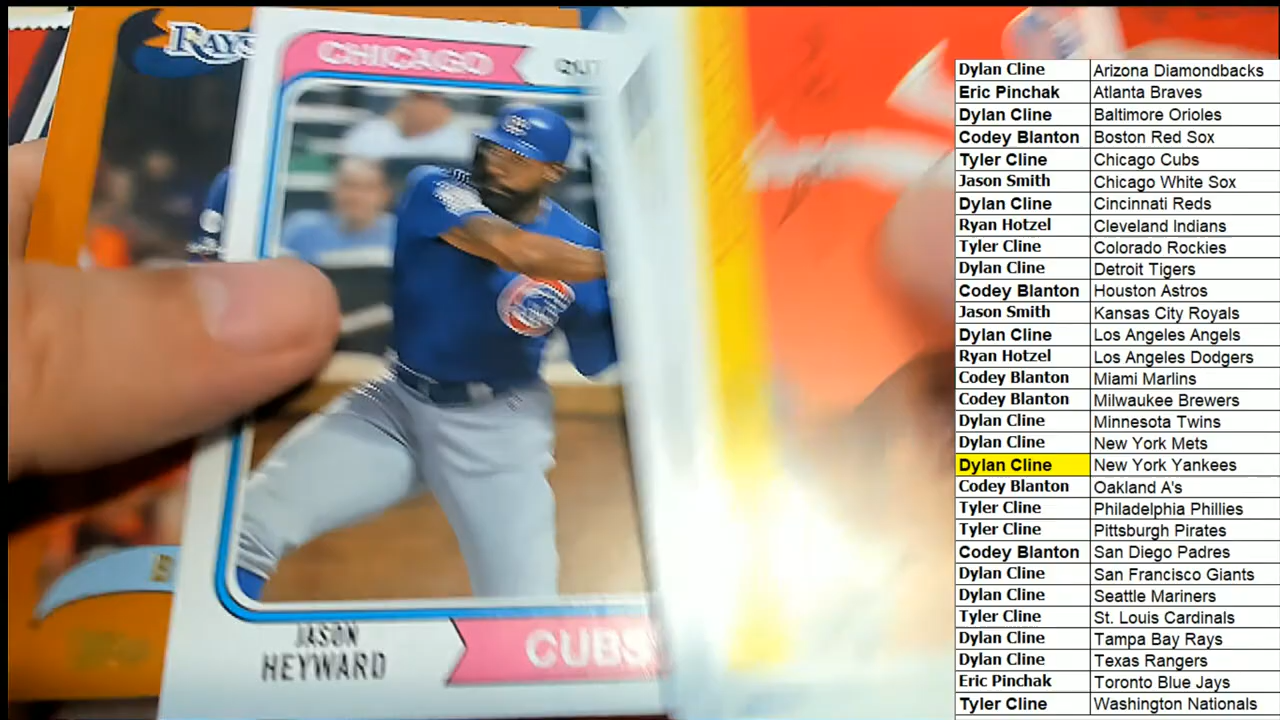 RAYS
CHICAGO OUT
JASON
HEYWARD
CUBS
Dylan Cline Arizona Diamondbacks
Eric Pinchak Atlanta Braves
Dylan Cline Baltimore Orioles
Codey Blanton Boston Red Sox
Tyler Cline Chicago Cubs
Jason Smith Chicago White Sox
Dylan Cline Cincinnati Reds
Ryan Hotzel Cleveland Indians
Tyler Cline Colorado Rockies
Dylan Cline Detroit Tigers
Codey Blanton Houston Astros
Jason Smith Kansas City Royals
Dylan Cline Los Angeles Angels
Ryan Hotzel Los Angeles Dodgers
Codey Blanton Miami Marlins
Codey Blanton Milwaukee Brewers
Dylan Cline Minnesota Twins
Dylan Cline New York Mets
Dylan Cline New York Yankees
Codey Blanton Oakland A's
Tyler Cline Philadelphia Phillies
Tyler Cline Pittsburgh Pirates
Codey Blanton San Diego Padres
Dylan Cline San Francisco Giants
Dylan Cline Seattle Mariners
Tyler Cline St. Louis Cardinals
Dylan Cline Tampa Bay Rays
Dylan Cline Texas Rangers
Eric Pinchak Toronto Blue Jays
Tyler Cline Washington Nationals